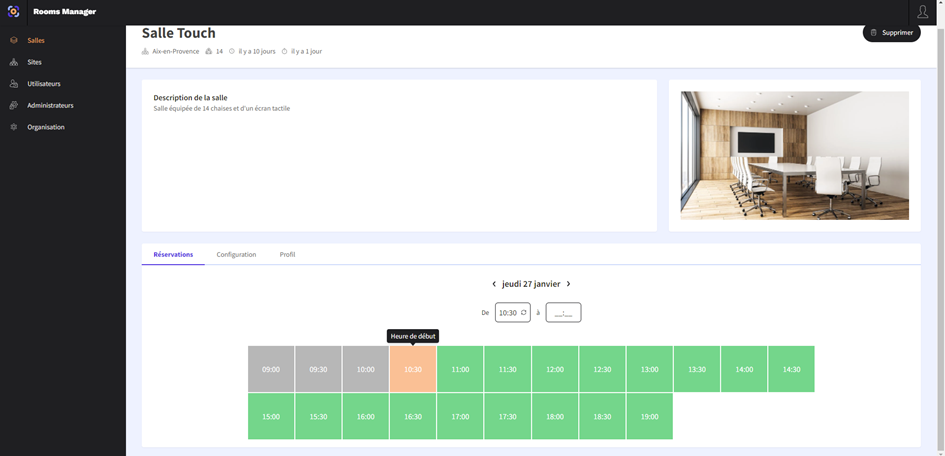 Rooms Manager
Salles
Sites
Utilisateurs
Administrateurs
Organisation
Salle Touch
Aix-en-Provence 14 il y a 10 jours il y a 1 jour
Supprimer
Description de la salle
Salle équipée de 14 chaises et d'un écran tactile
Réservations Configuration Profil
‹ jeudi 27 janvier ›
De 10:30 à __:__
Heure de début
09:00 09:30 10:00 10:30 11:00 11:30 12:00 12:30 13:00 13:30 14:00 14:30
15:00 15:30 16:00 16:30 17:00 17:30 18:00 18:30 19:00